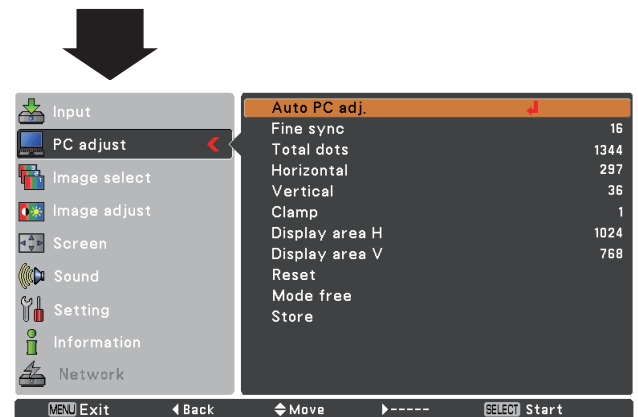 Input
PC adjust
Image select
Image adjust
Screen
Sound
Setting
Information
Network
Auto PC adj.
Fine sync 16
Total dots 1344
Horizontal 297
Vertical 36
Clamp 1
Display area H 1024
Display area V 768
Reset
Mode free
Store
MENU Exit ◀Back ◆Move ▶----- SELECT Start